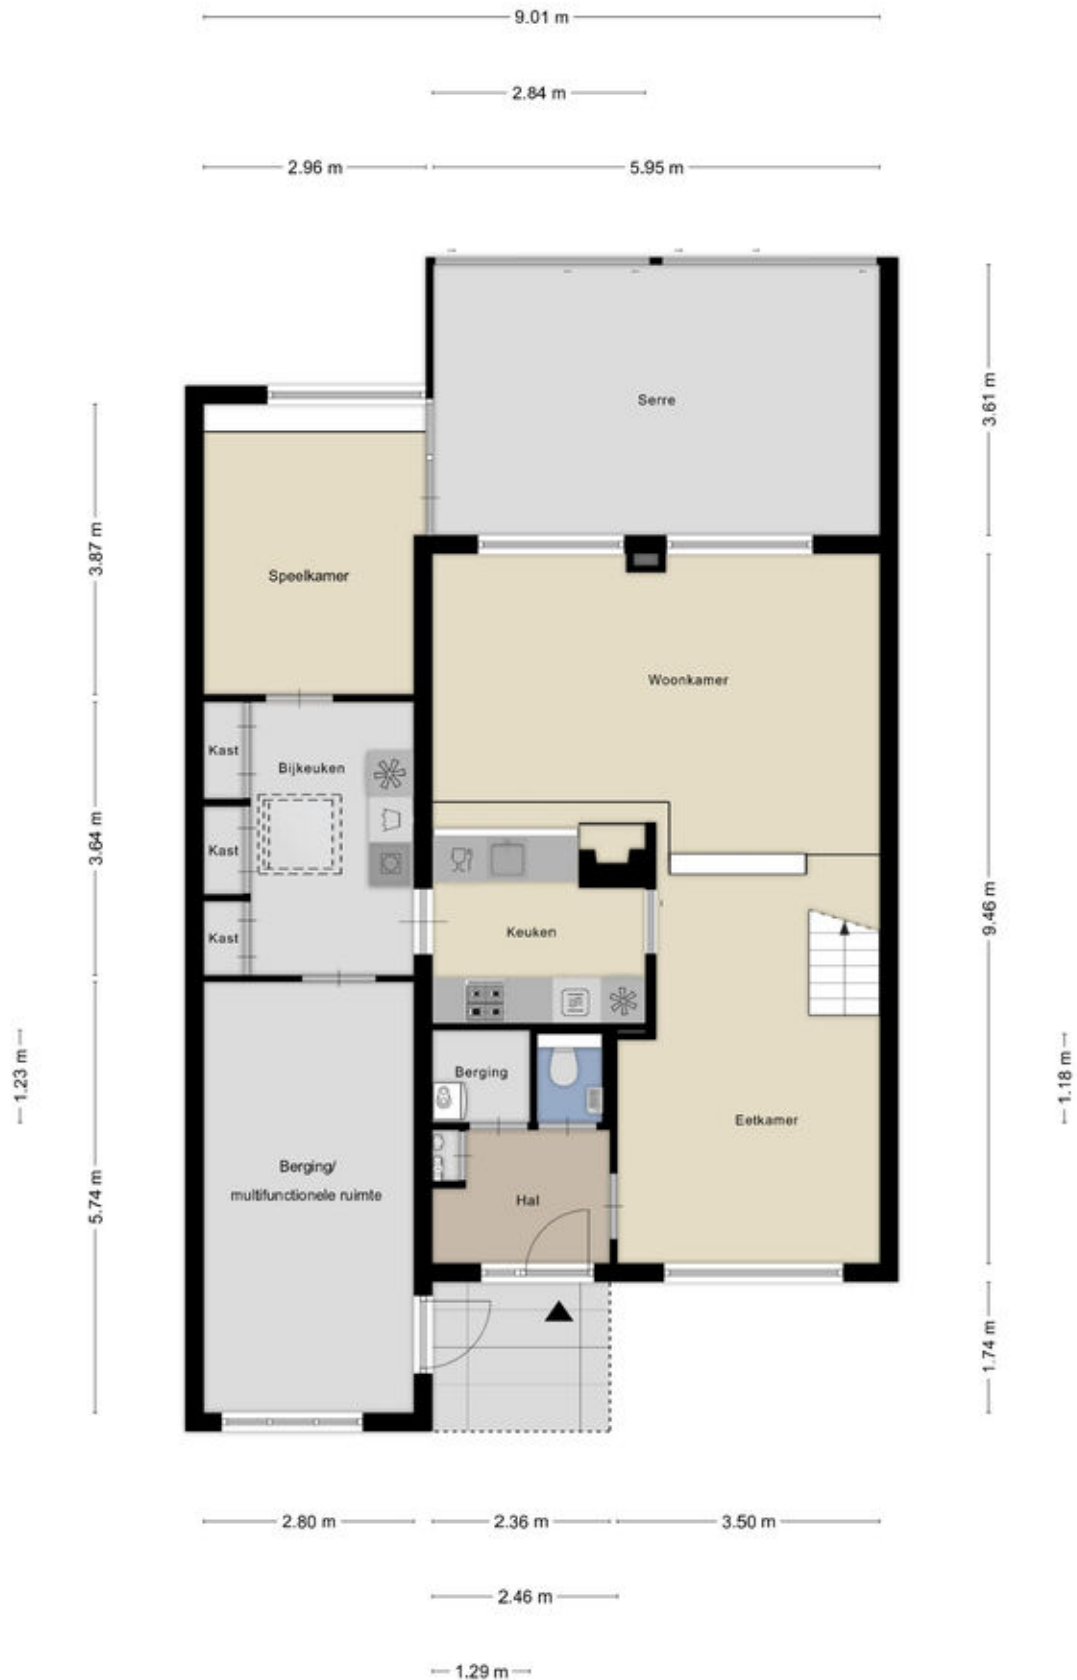 9.01 m
2.84 m
2.96 m
5.95 m
Serre
3.61 m
3.87 m
Speelkamer
Woonkamer
Kast
Bijkeuken
Kast
3.64 m
Kast
Keuken
9.46 m
1.23 m
Berging
1.18 m
Eetkamer
Berging/
multifunctionele ruimte
5.74 m
Hal
1.74 m
2.80 m
2.36 m
3.50 m
2.46 m
1.29 m